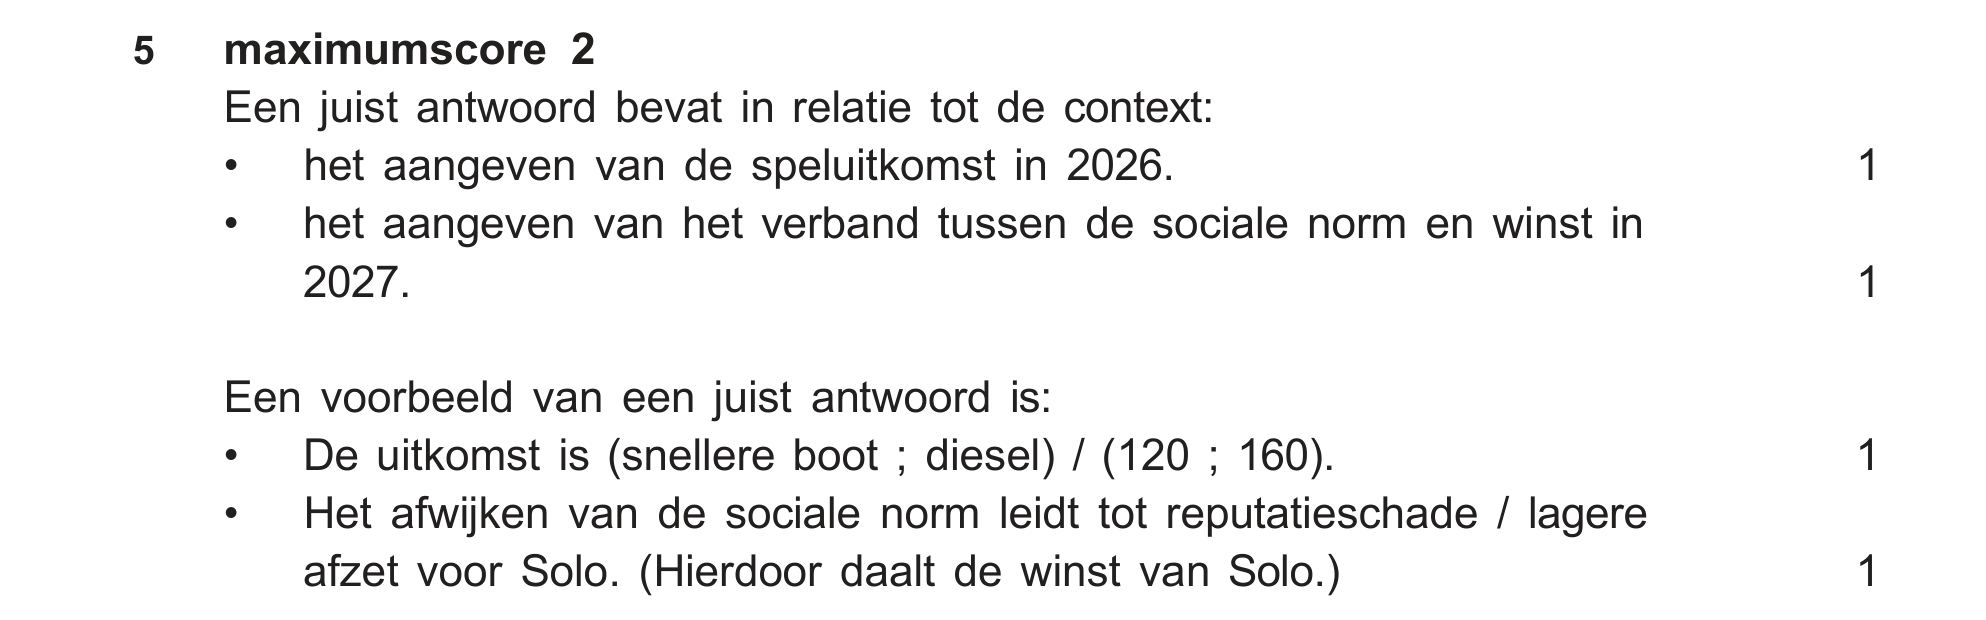 5 maximumscore 2
Een juist antwoord bevat in relatie tot de context:
• het aangeven van de speluitkomst in 2026. 1
• het aangeven van het verband tussen de sociale norm en winst in
2027. 1
Een voorbeeld van een juist antwoord is:
• De uitkomst is (snellere boot ; diesel) / (120 ; 160). 1
• Het afwijken van de sociale norm leidt tot reputatieschade / lagere
afzet voor Solo. (Hierdoor daalt de winst van Solo.) 1